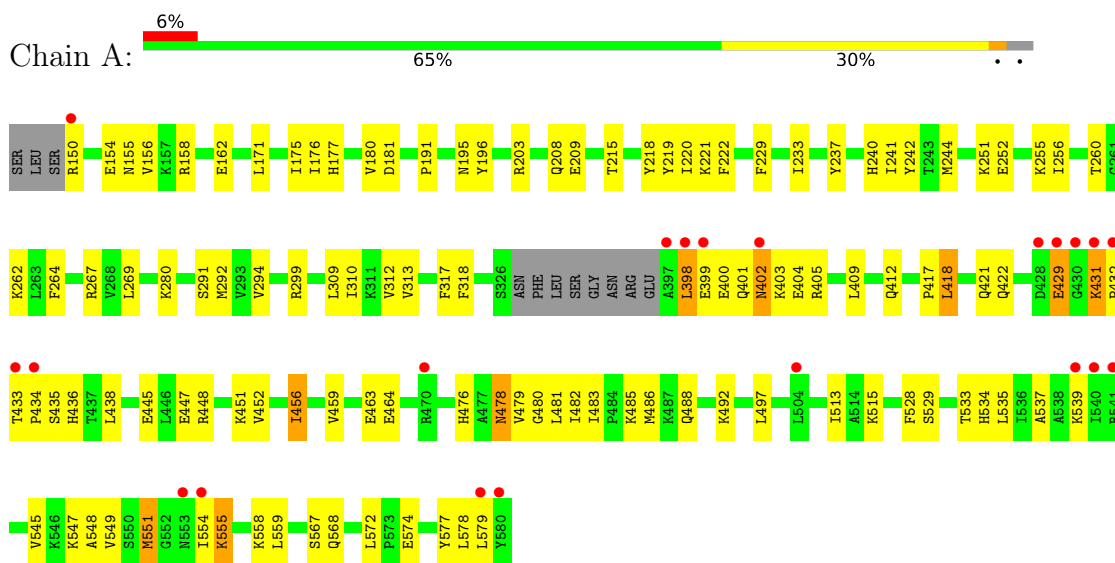 6%
Chain A:
65% 30% • •
SER LEU SER R150 E154 N155 V156 K157 R158 E162 L171 I175 I176 H177 V180 D181 P191 N195 Y196 R203 Q208 E209 T215 Y218 Y219 I220 K221 F222 F229 I233 Y237 H240 I241 Y242 T243 M244 K251 E252 K255 I256 T260 G261
K262 L263 F264 R267 V268 L269 K280 S291 M292 V293 V294 R299 L309 I310 K311 V312 V313 F317 F318 S326 ASN PHE LEU SER GLY ASN ARG GLU A397 L398 E399 E400 Q401 N402 K403 E404 R405 L409 Q412 P417 L418 Q421 Q422 D428 E429 G430 K431 P432
T433 P434 S435 H436 T437 L438 E445 L446 E447 R448 K451 V452 I456 V459 E463 E464 R470 H476 A477 N478 V479 G480 L481 I482 I483 P484 K485 M486 K487 Q488 K492 L497 L504 I513 A514 K515 F528 S529 T533 H534 L535 I536 A537 A538 K539 I540
V545 K546 K547 A548 V549 S550 M551 G552 N553 I554 K555 K558 L559 S567 Q568 L572 P573 E574 Y577 L578 L579 Y580